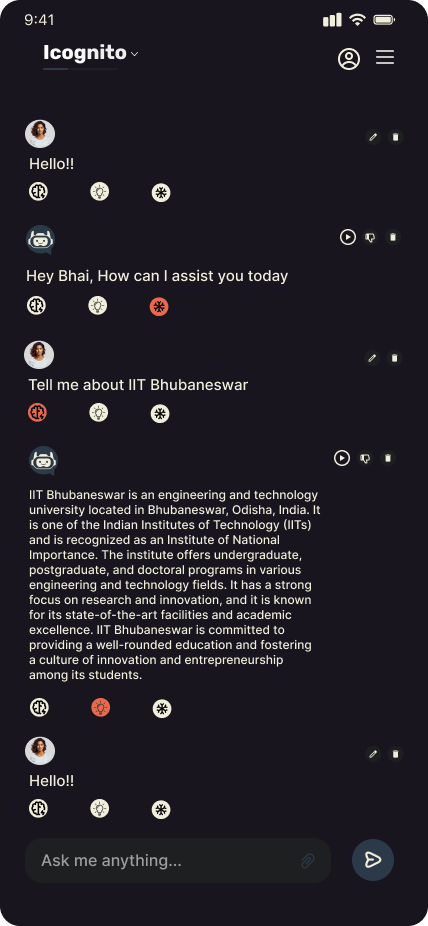 9:41
Icognito
Hello!!
Hey Bhai, How can I assist you today
Tell me about IIT Bhubaneswar
IIT Bhubaneswar is an engineering and technology
university located in Bhubaneswar, Odisha, India. It
is one of the Indian Institutes of Technology (IITs)
and is recognized as an Institute of National
Importance. The institute offers undergraduate,
postgraduate, and doctoral programs in various
engineering and technology fields. It has a strong
focus on research and innovation, and it is known
for its state-of-the-art facilities and academic
excellence. IIT Bhubaneswar is committed to
providing a well-rounded education and fostering
a culture of innovation and entrepreneurship
among its students.
Hello!!
Ask me anything...